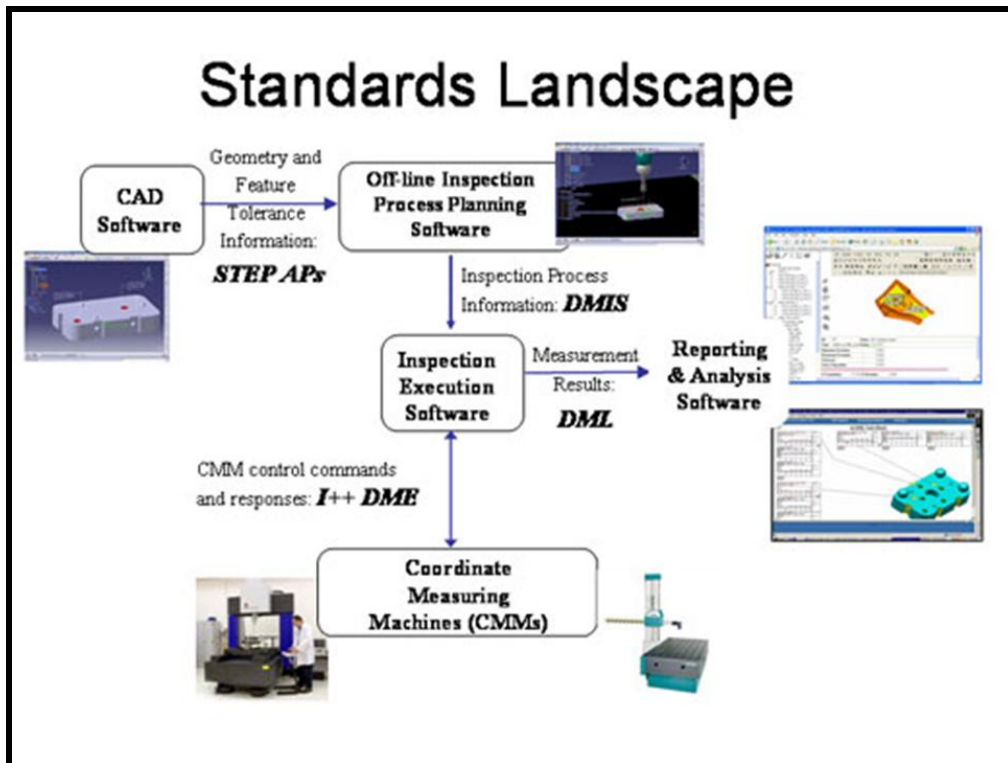 Standards Landscape
CAD
Software
Geometry and
Feature
Tolerance
Information:
STEP APs
Off-line Inspection
Process Planning
Software
Inspection Process
Information: DMIS
Inspection
Execution
Software
Measurement
Results:
DML
Reporting
& Analysis
Software
CMM control commands
and responses: I++ DME
Coordinate
Measuring
Machines (CMMs)